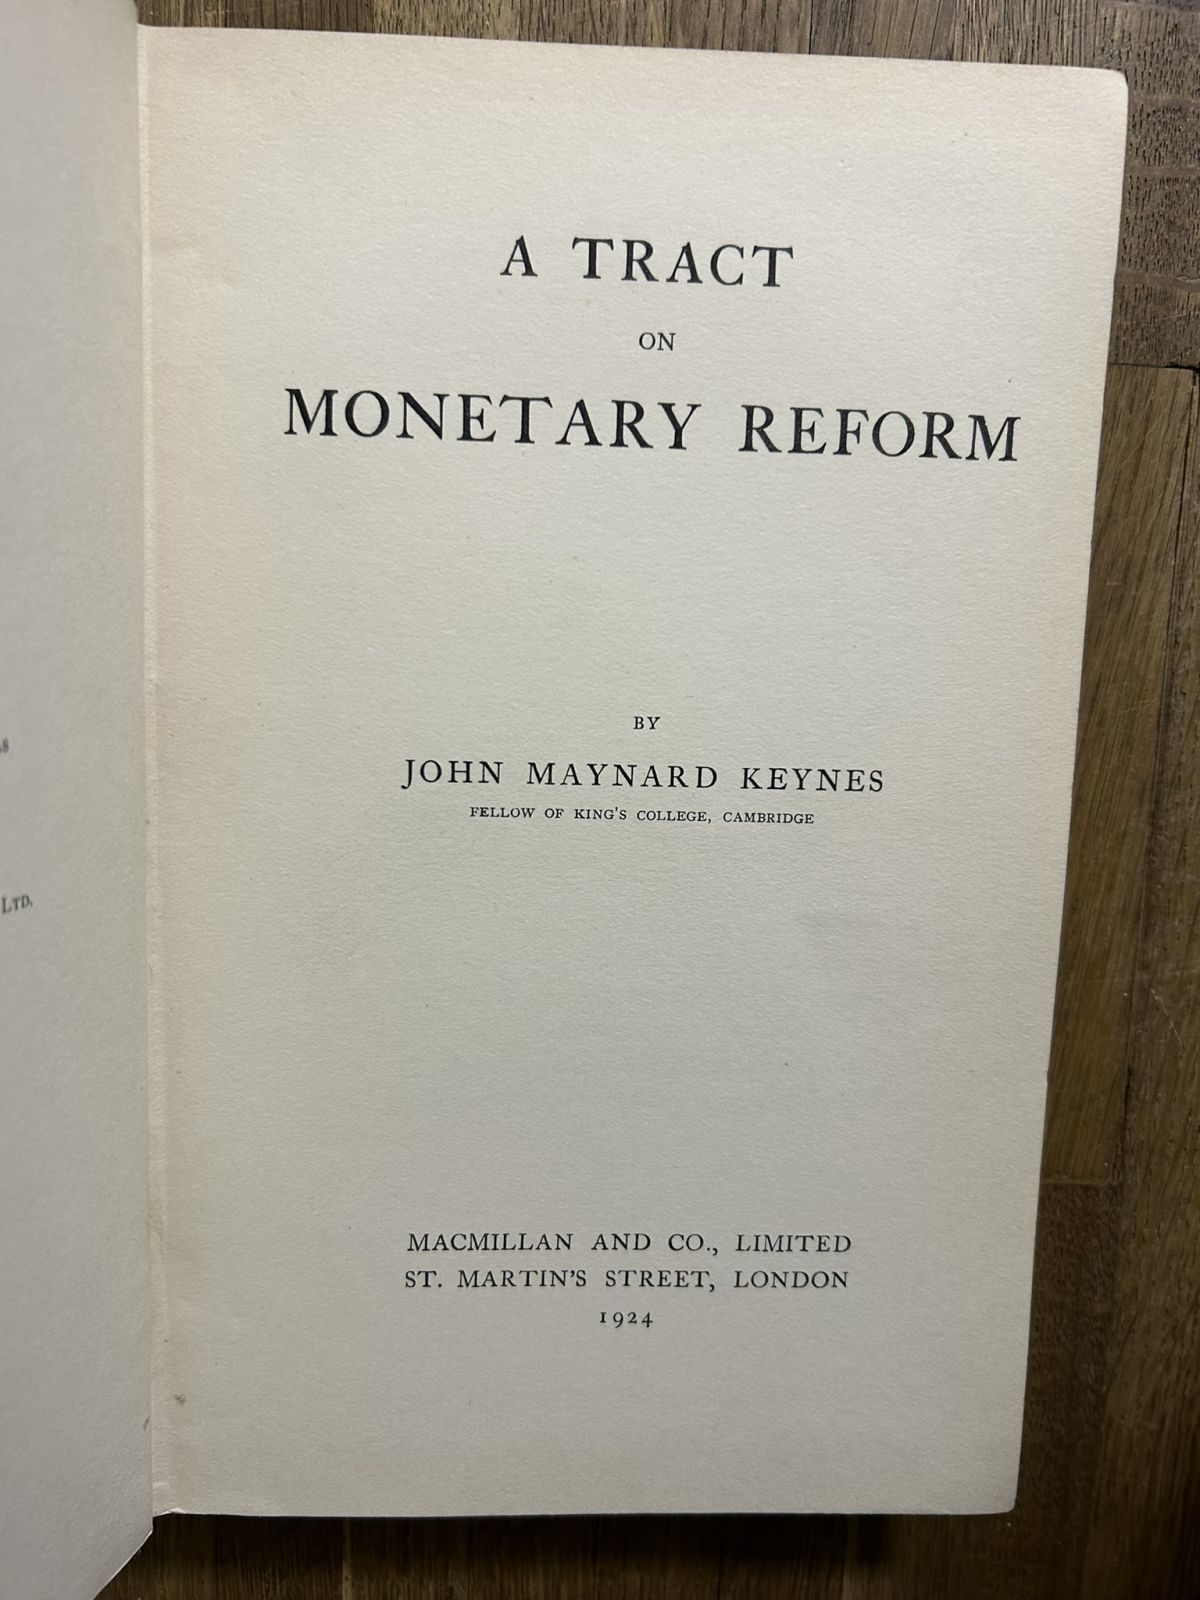 A TRACT
ON
MONETARY REFORM
BY
JOHN MAYNARD KEYNES
FELLOW OF KING'S COLLEGE, CAMBRIDGE
MACMILLAN AND CO., LIMITED
ST. MARTIN'S STREET, LONDON
1924
LTD.